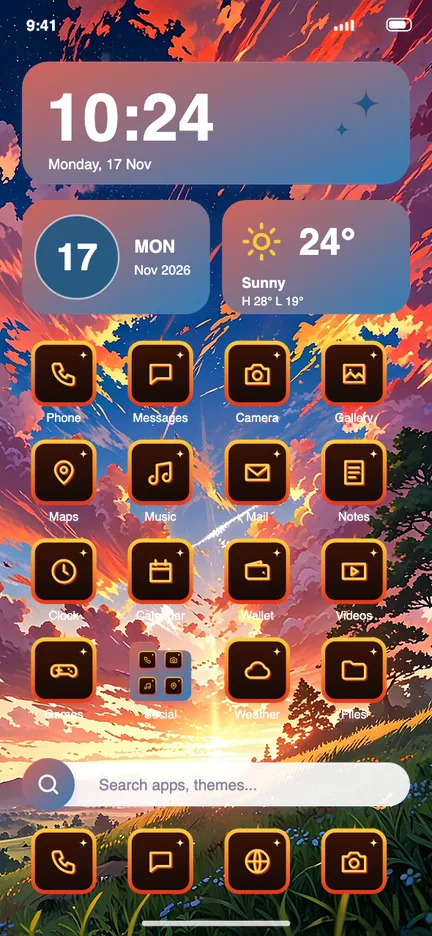 9:41
10:24
Monday, 17 Nov
17
MON
Nov 2026
24°
Sunny
H 28° L 19°
Phone Messages Camera Gallery
Maps Music Mail Notes
Clock Calendar Wallet Videos
Games Social Weather Files
Search apps, themes...